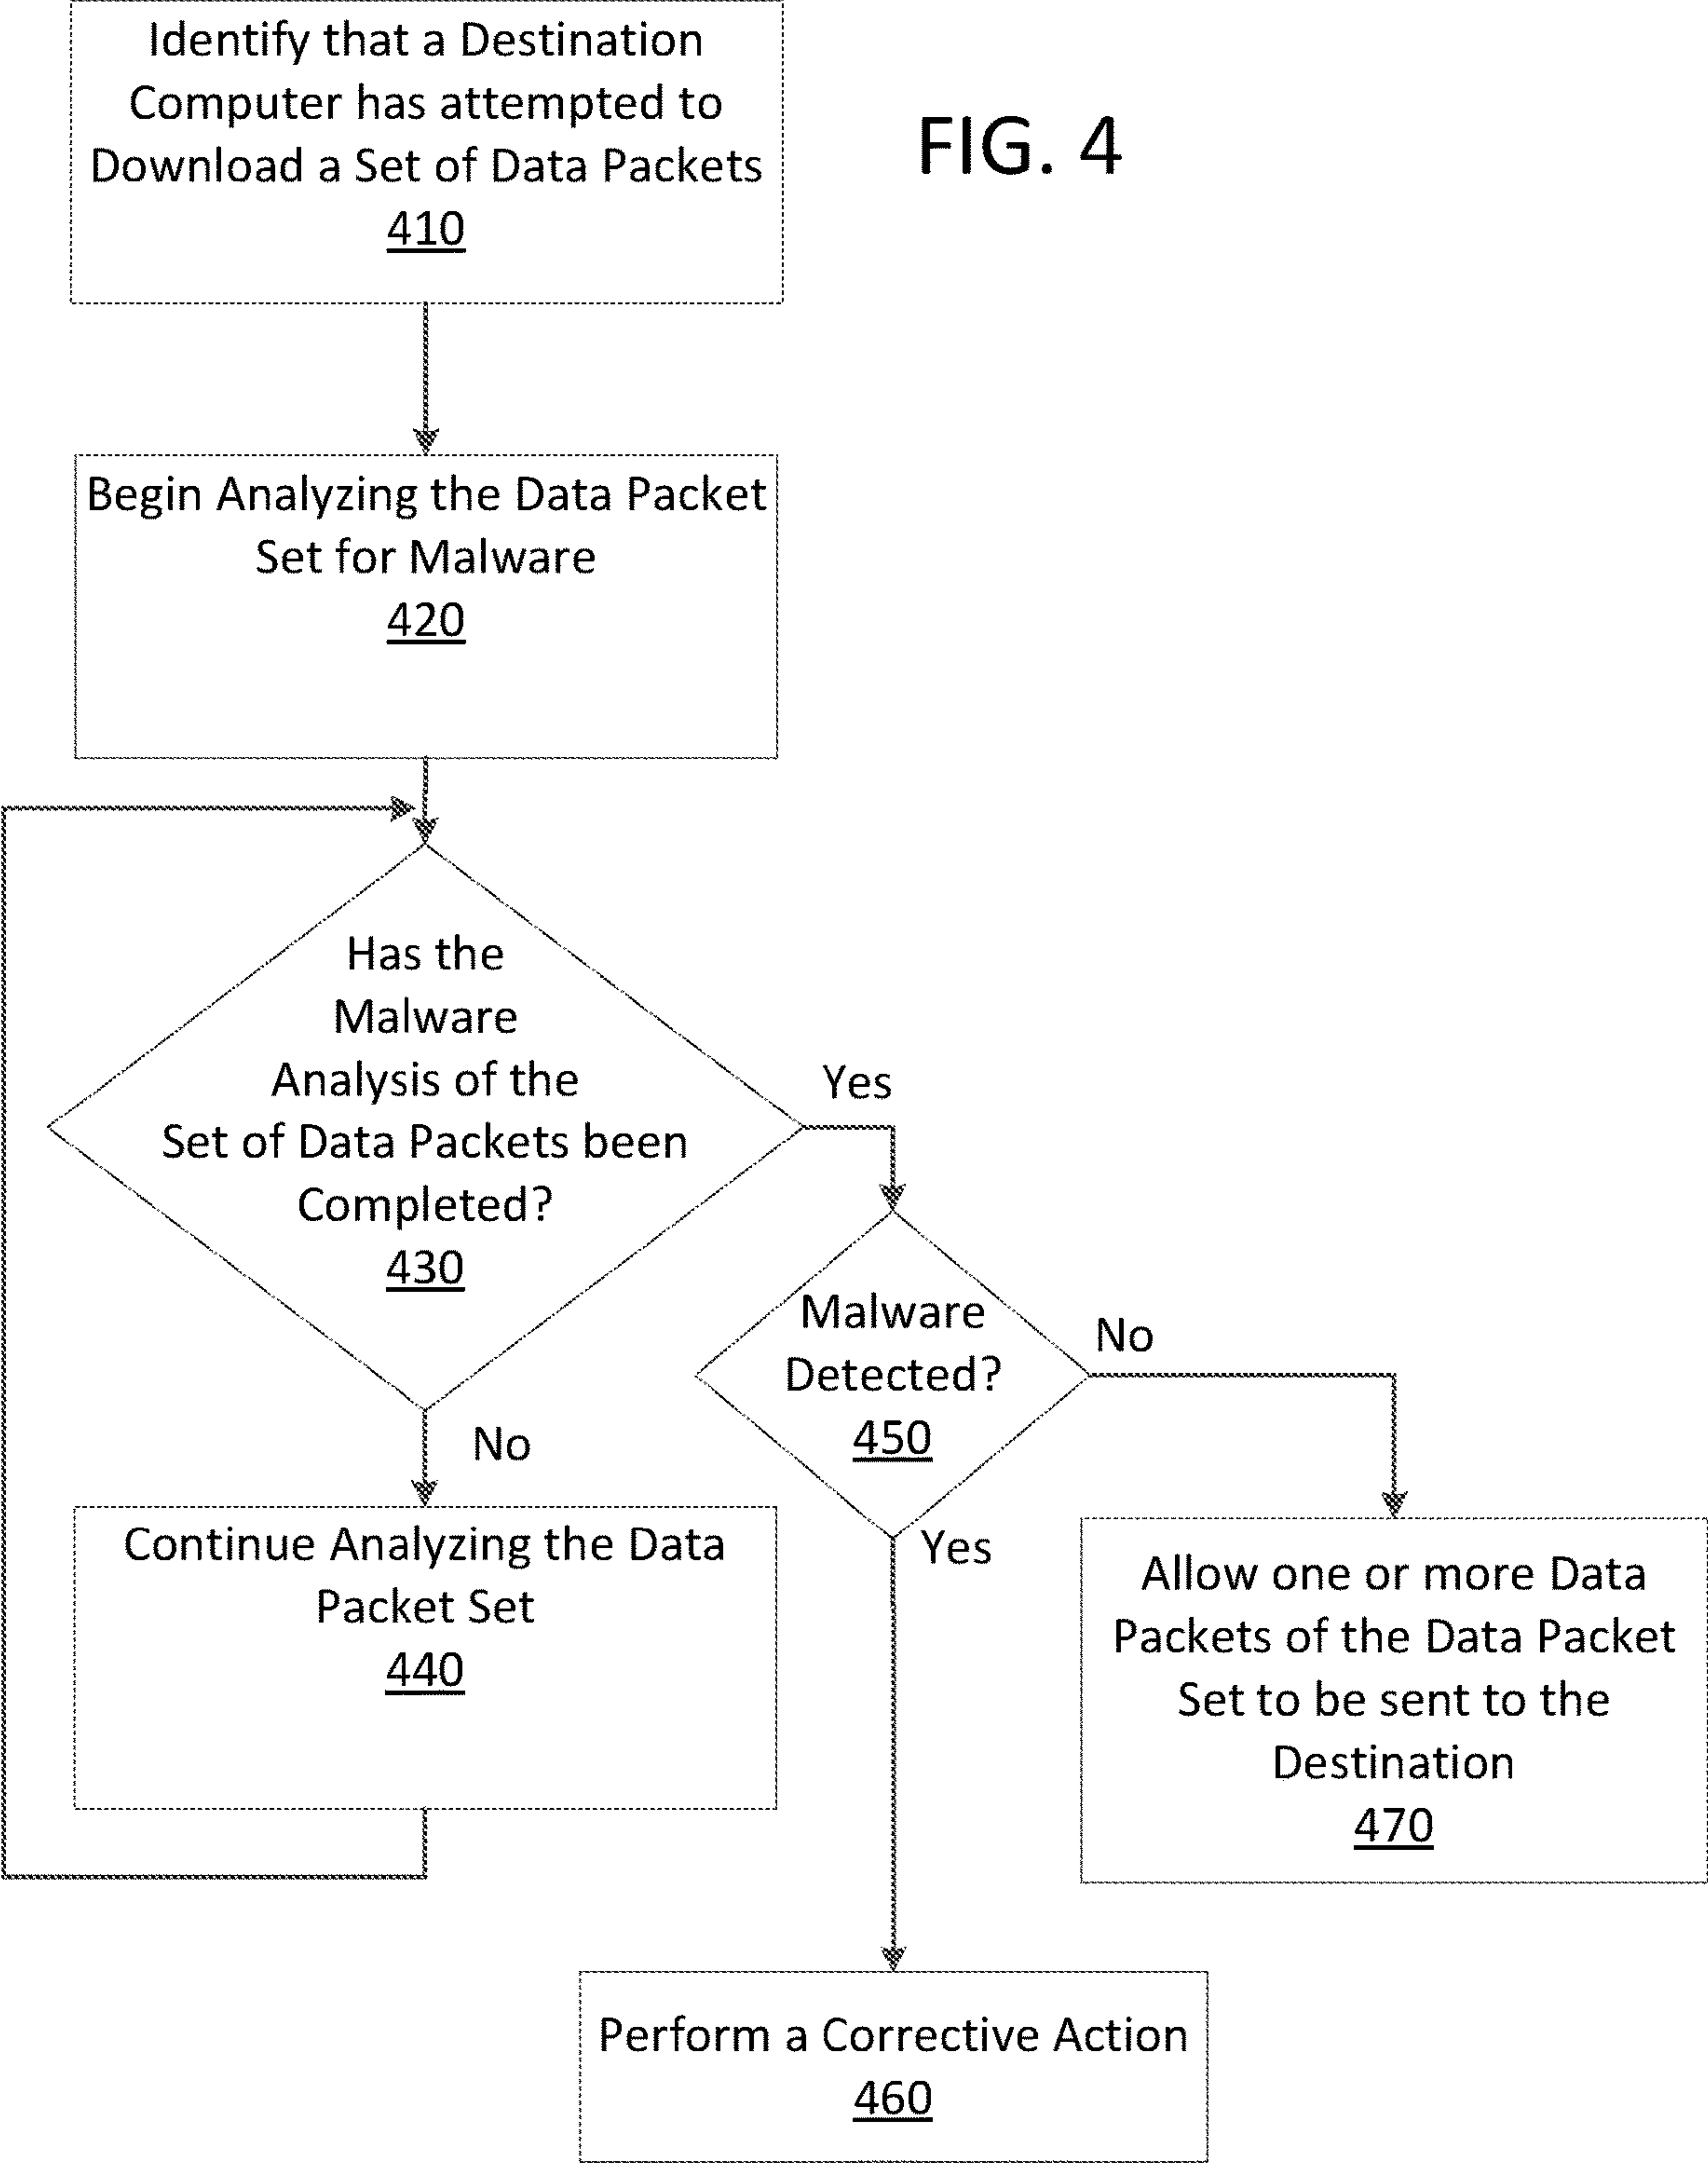 Identify that a Destination
Computer has attempted to
Download a Set of Data Packets
410
FIG. 4
Begin Analyzing the Data Packet
Set for Malware
420
Has the
Malware
Analysis of the
Set of Data Packets been
Completed?
430
Yes
No
Malware
Detected?
450
No
Yes
Continue Analyzing the Data
Packet Set
440
Allow one or more Data
Packets of the Data Packet
Set to be sent to the
Destination
470
Perform a Corrective Action
460